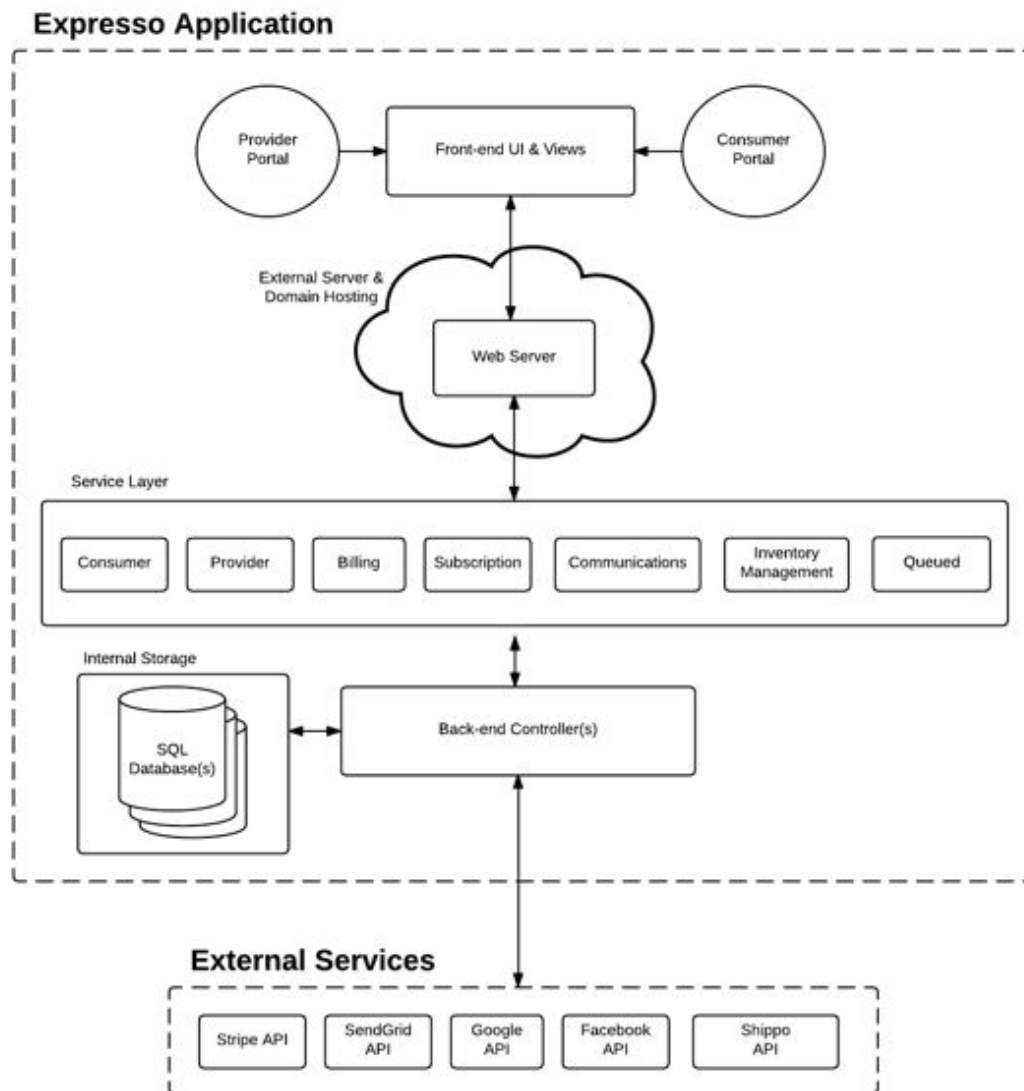 Expresso Application
Provider
Portal
Front-end UI & Views
Consumer
Portal
External Server &
Domain Hosting
Web Server
Service Layer
Consumer
Provider
Billing
Subscription
Communications
Inventory
Management
Queued
Internal Storage
SQL
Database(s)
Back-end Controller(s)
External Services
Stripe API
SendGrid
API
Google
API
Facebook
API
Shippo
API